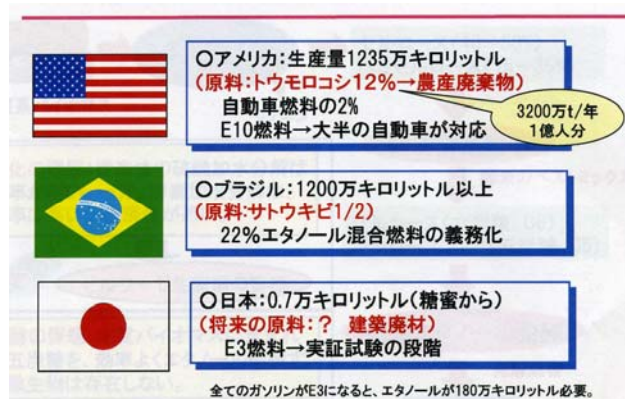 〇アメリカ:生産量1235万キロリットル
(原料:トウモロコシ12%→農産廃棄物)
自動車燃料の2%
E10燃料→大半の自動車が対応
3200万t/年
1億人分
〇ブラジル:1200万キロリットル以上
(原料:サトウキビ1/2)
22%エタノール混合燃料の義務化
〇日本:0.7万キロリットル(糖蜜から)
(将来の原料:? 建築廃材)
E3燃料→実証試験の段階
全てのガソリンがE3になると、エタノールが180万キロリットル必要。